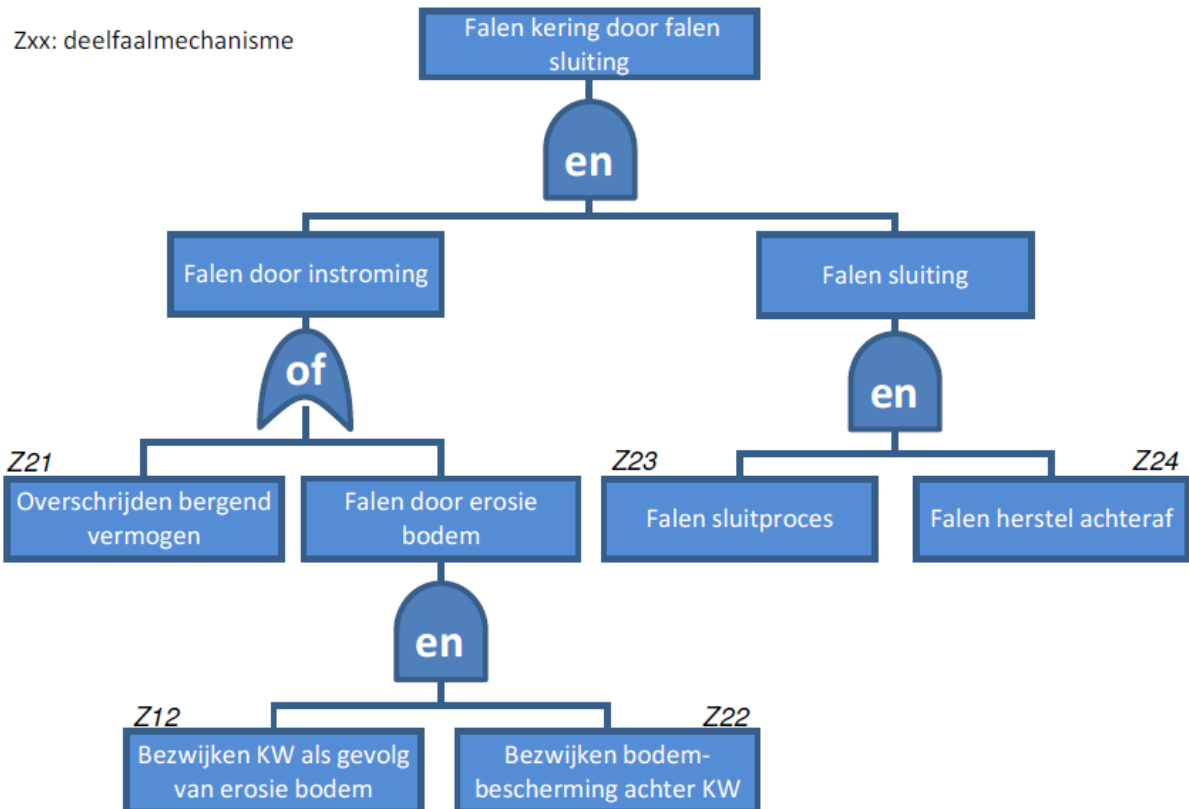 Zxx: deelfaalmechanisme
Falen kering door falen
sluiting
en
Falen door instroming
Falen sluiting
of
en
Z21
Z23
Z24
Overschrijden bergend
vermogen
Falen door erosie
bodem
Falen sluitproces
Falen herstel achteraf
en
Z12
Z22
Bezwijken KW als gevolg
van erosie bodem
Bezwijken bodem-
bescherming achter KW